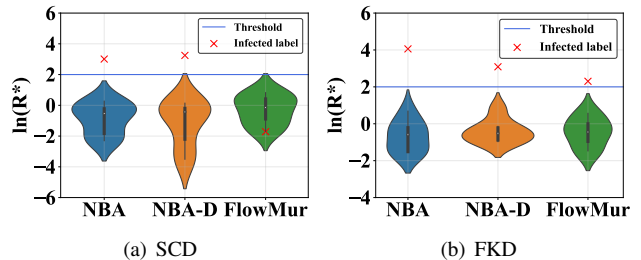 Threshold
Infected label
ln(R*)
6
4
2
0
−2
−4
−6
NBA NBA-D FlowMur
(a) SCD
Threshold
Infected label
ln(R*)
6
4
2
0
−2
−4
NBA NBA-D FlowMur
(b) FKD